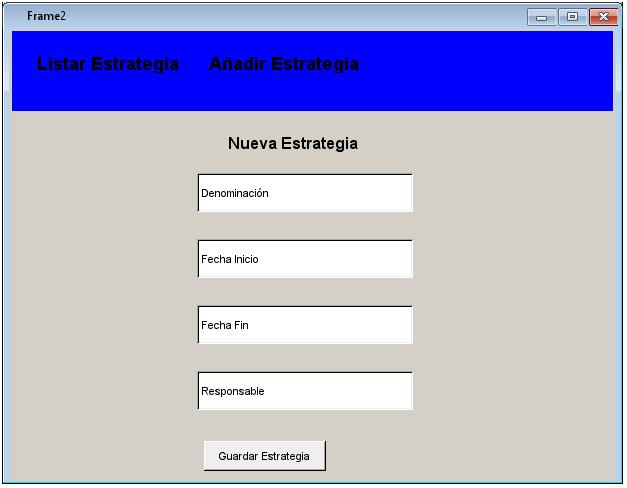 Frame2
Listar Estrategia Añadir Estrategia
Nueva Estrategia
Denominación
Fecha Inicio
Fecha Fin
Responsable
Guardar Estrategia